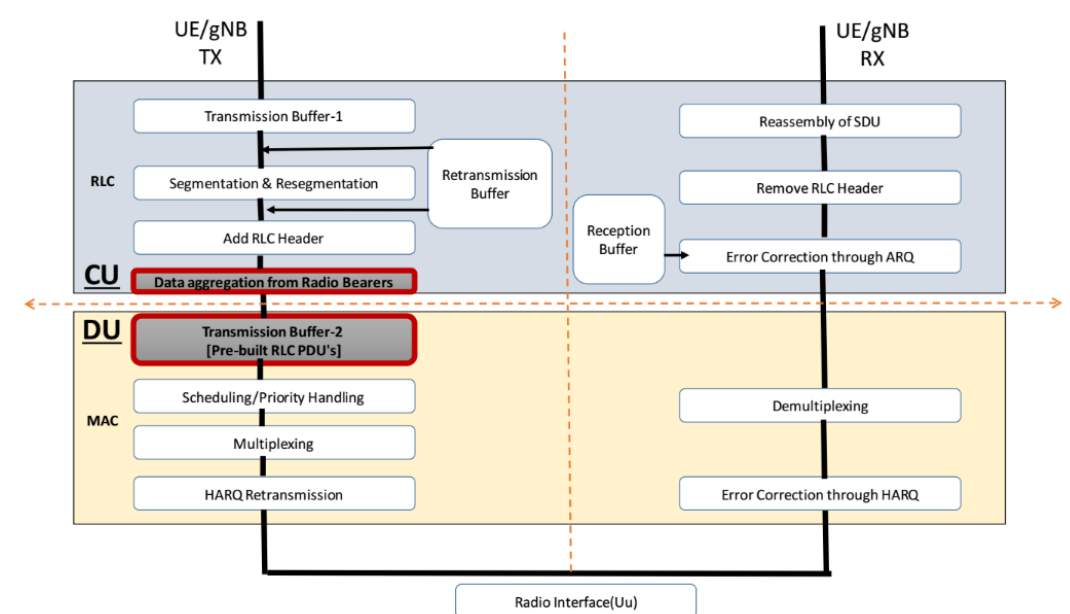 UE/gNB
TX
UE/gNB
RX
Transmission Buffer-1
Reassembly of SDU
RLC
Segmentation & Resegmentation
Retransmission
Buffer
Remove RLC Header
Add RLC Header
Reception
Buffer
Error Correction through ARQ
CU
Data aggregation from Radio Bearers
DU
Transmission Buffer-2
[Pre-built RLC PDU's]
Scheduling/Priority Handling
Demultiplexing
MAC
Multiplexing
HARQ Retransmission
Error Correction through HARQ
Radio Interface(Uu)